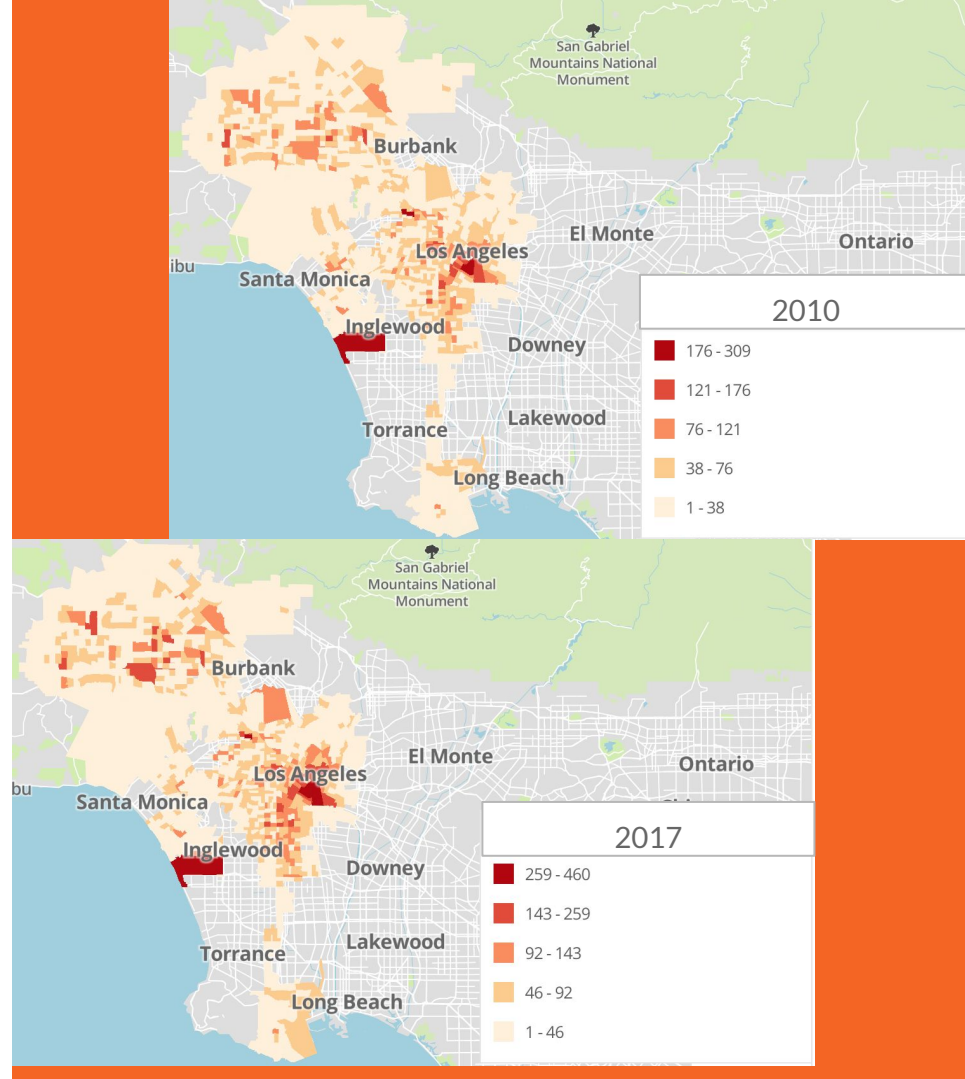 San Gabriel
Mountains National
Monument
Burbank
El Monte
Ontario
Los Angeles
ibu
Santa Monica
Inglewood
Downey
Lakewood
Torrance
Long Beach
2010
176 - 309
121 - 176
76 - 121
38 - 76
1 - 38
San Gabriel
Mountains National
Monument
Burbank
El Monte
Ontario
Los Angeles
bu
Santa Monica
Inglewood
Downey
Lakewood
Torrance
Long Beach
2017
259 - 460
143 - 259
92 - 143
46 - 92
1 - 46